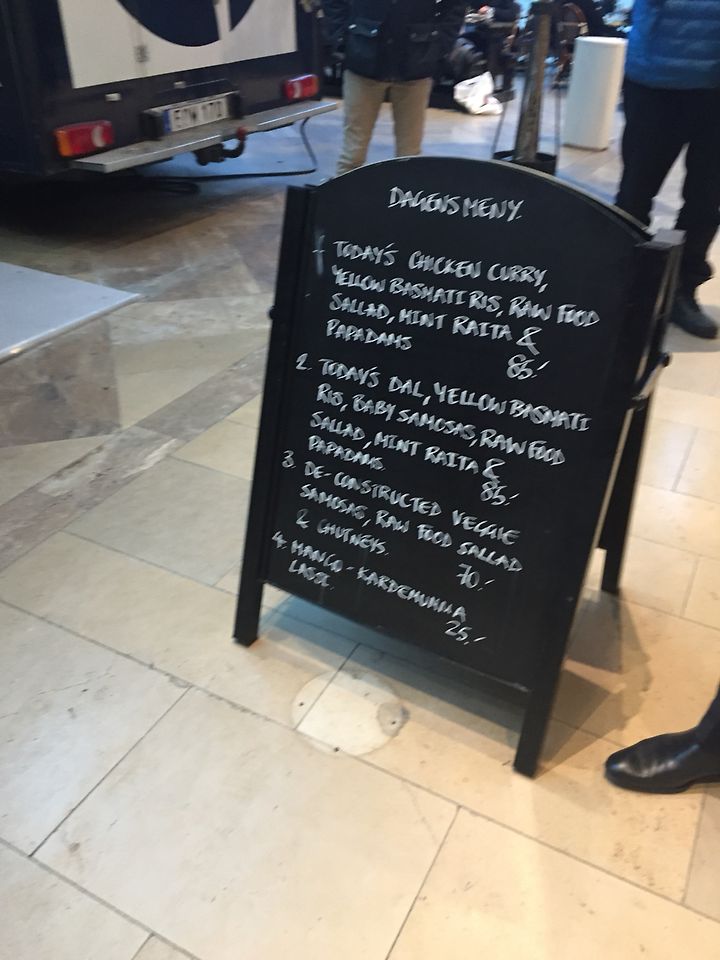 DAGENS MENY.
1. TODAY'S CHICKEN CURRY,
YELLOW BASMATI RIS, RAW FOOD
SALLAD, MINT RAITA &
PAPADAMS 85:-
2. TODAY'S DAL, YELLOW BASMATI
RIS, BABY SAMOSAS, RAW FOOD
SALLAD, MINT RAITA &
PAPADAMS 85:-
3. DE-CONSTRUCTED VEGGIE
SAMOSAS, RAW FOOD SALLAD
& CHUTNEYS. 70:-
4. MANGO-KARDEMUMMA
LASSI. 25:-